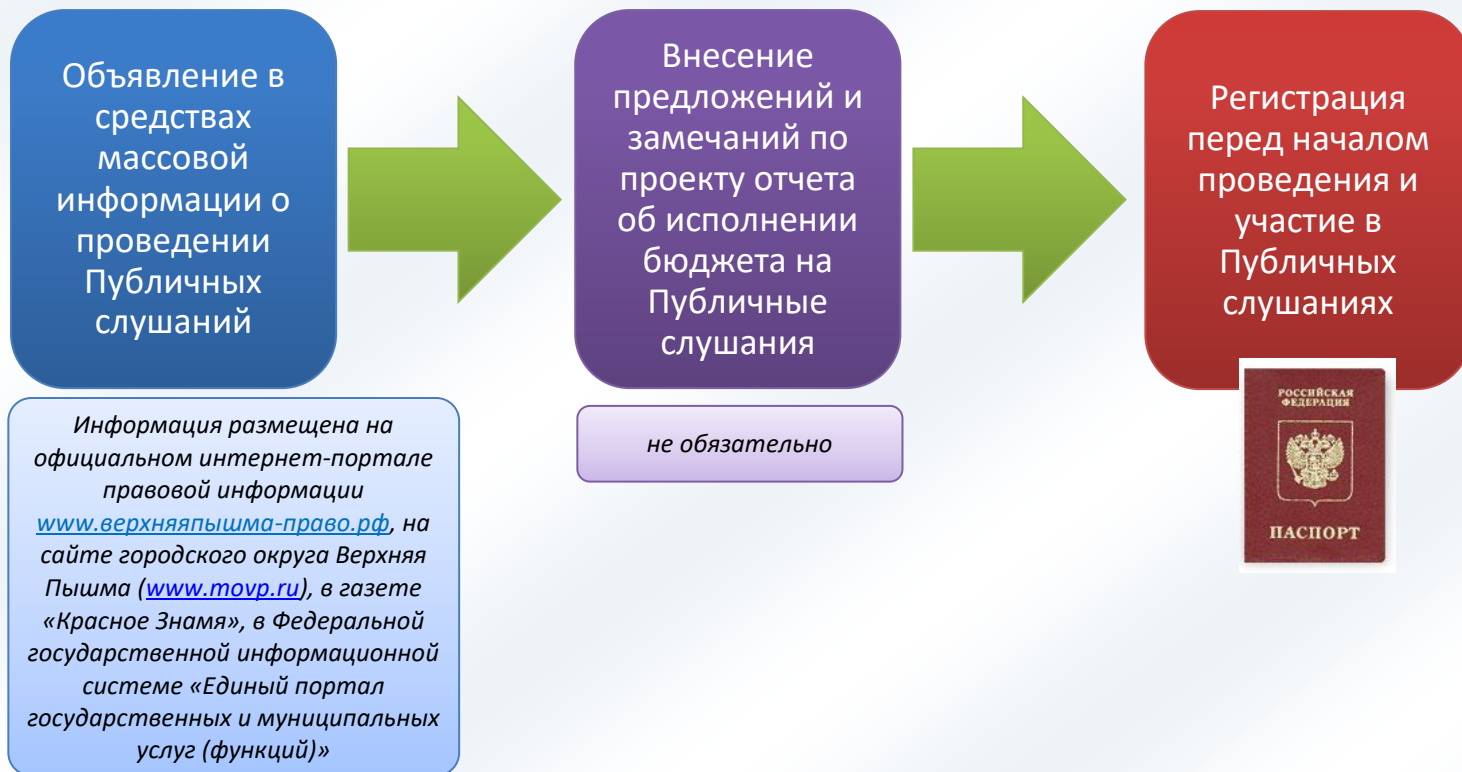 Объявление в
средствах
массовой
информации о
проведении
Публичных
слушаний
Внесение
предложений и
замечаний по
проекту отчета
об исполнении
бюджета на
Публичные
слушания
Регистрация
перед началом
проведения и
участие в
Публичных
слушаниях
Информация размещена на
официальном интернет-портале
правовой информации
www.верхняяпышма-право.рф, на
сайте городского округа Верхняя
Пышма (www.movp.ru), в газете
«Красное Знамя», в Федеральной
государственной информационной
системе «Единый портал
государственных и муниципальных
услуг (функций)»
не обязательно
РОССИЙСКАЯ
ФЕДЕРАЦИЯ
ПАСПОРТ